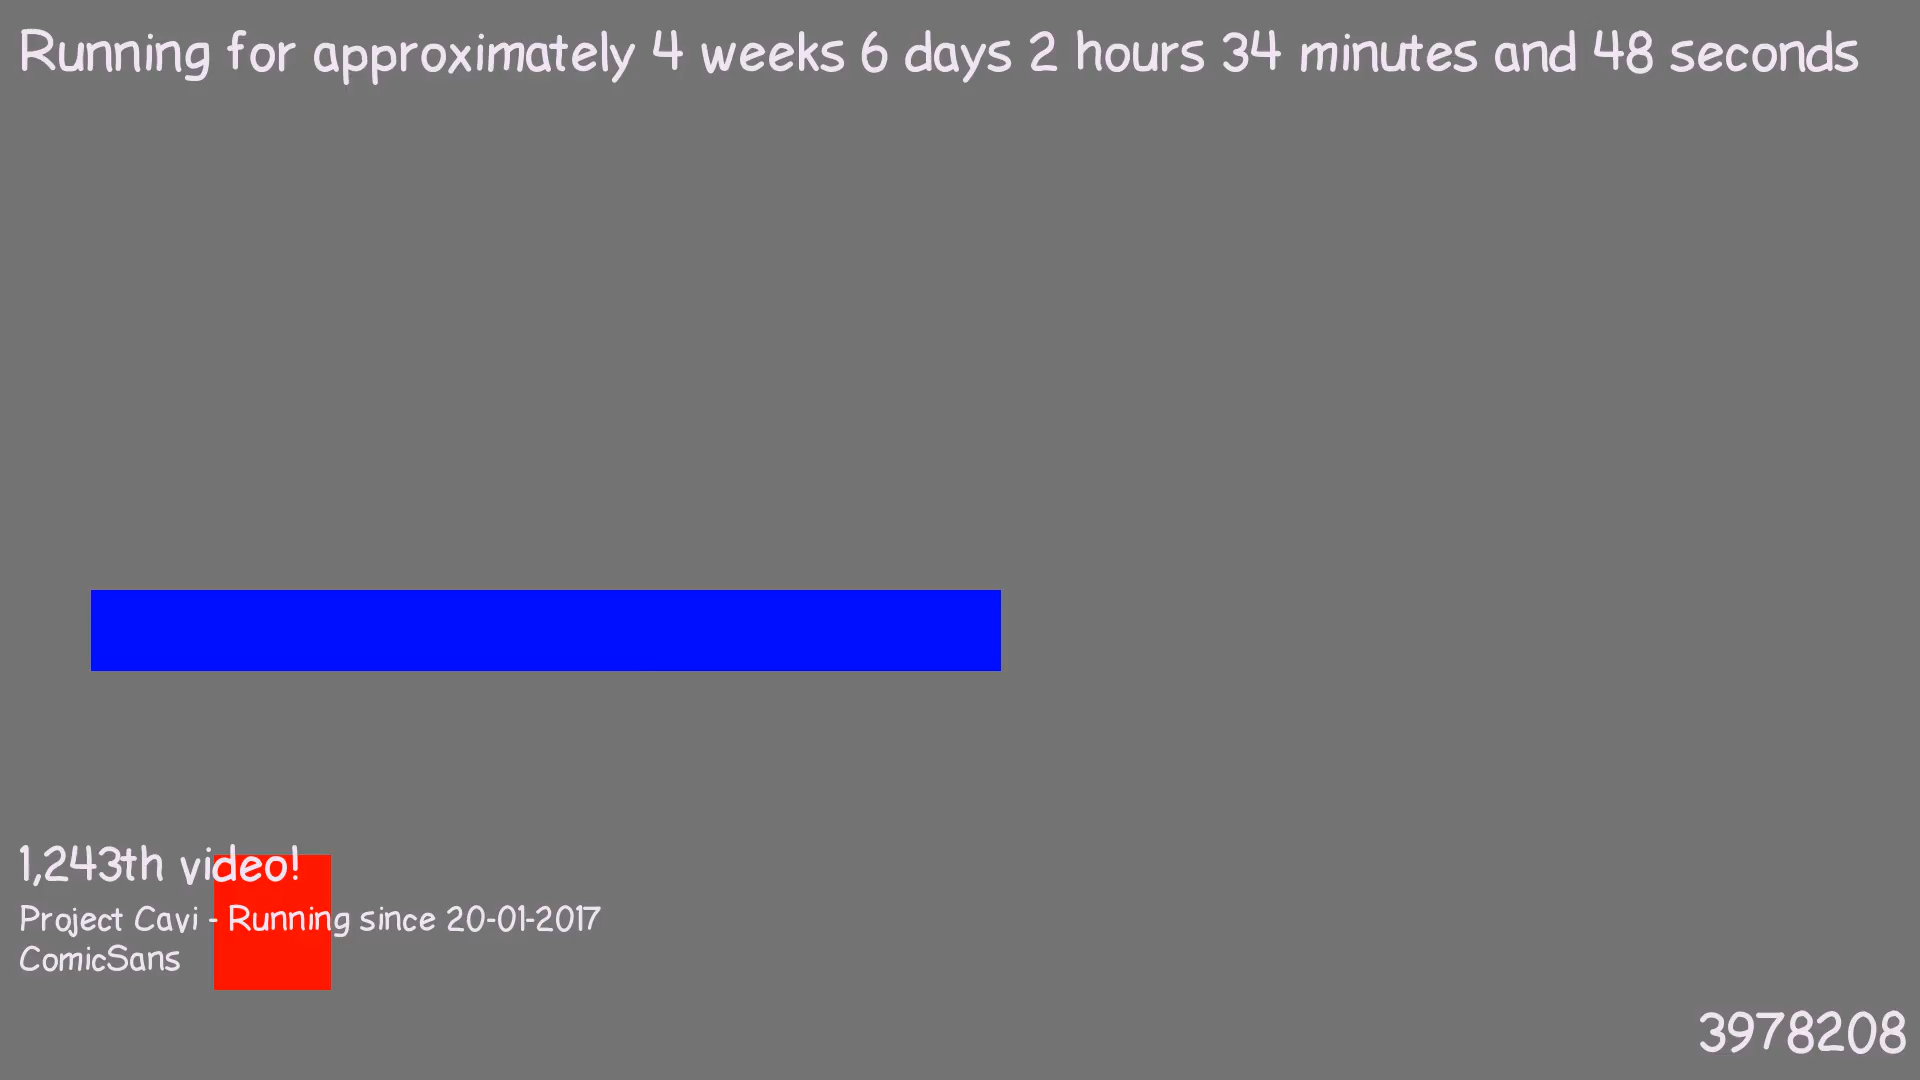 Running for approximately 4 weeks 6 days 2 hours 34 minutes and 48 seconds
1,243th video!
Project Cavi - Running since 20-01-2017
ComicSans
3978208